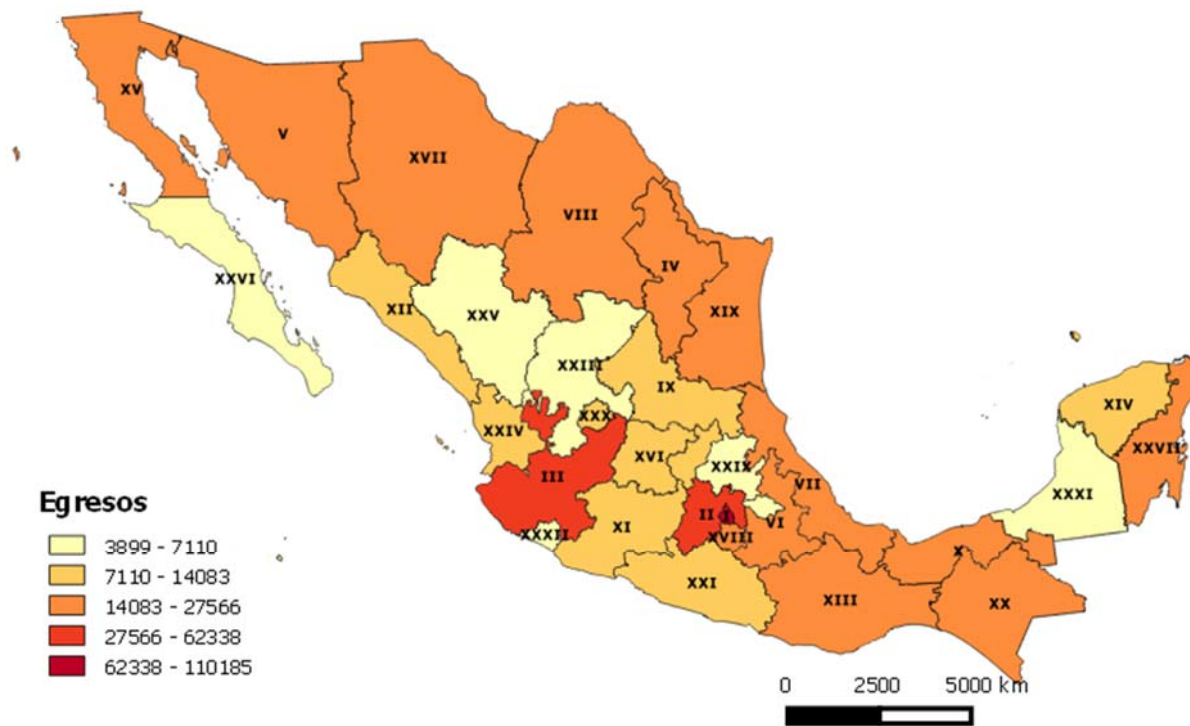 XV
V
XVII
VIII
IV
XXVI
XII
XXV
XIX
XXIII
IX
XXX
XXIV
XIV
XVI
XXIX
XXVII
III
VII
XXXI
II
I
VI
XI
XXXII
XVIII
X
XXI
XIII
XX
Egresos
3899 - 7110
7110 - 14083
14083 - 27566
27566 - 62338
62338 - 110185
0 2500 5000 km